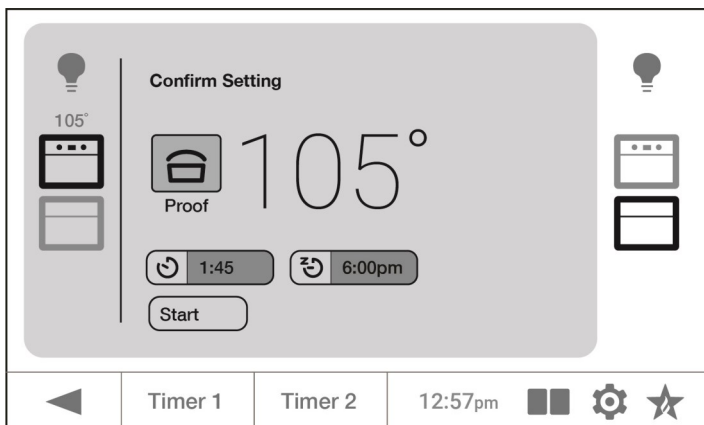 Confirm Setting
105°
105°
Proof
1:45
z
6:00pm
Start
Timer 1
Timer 2
12:57pm